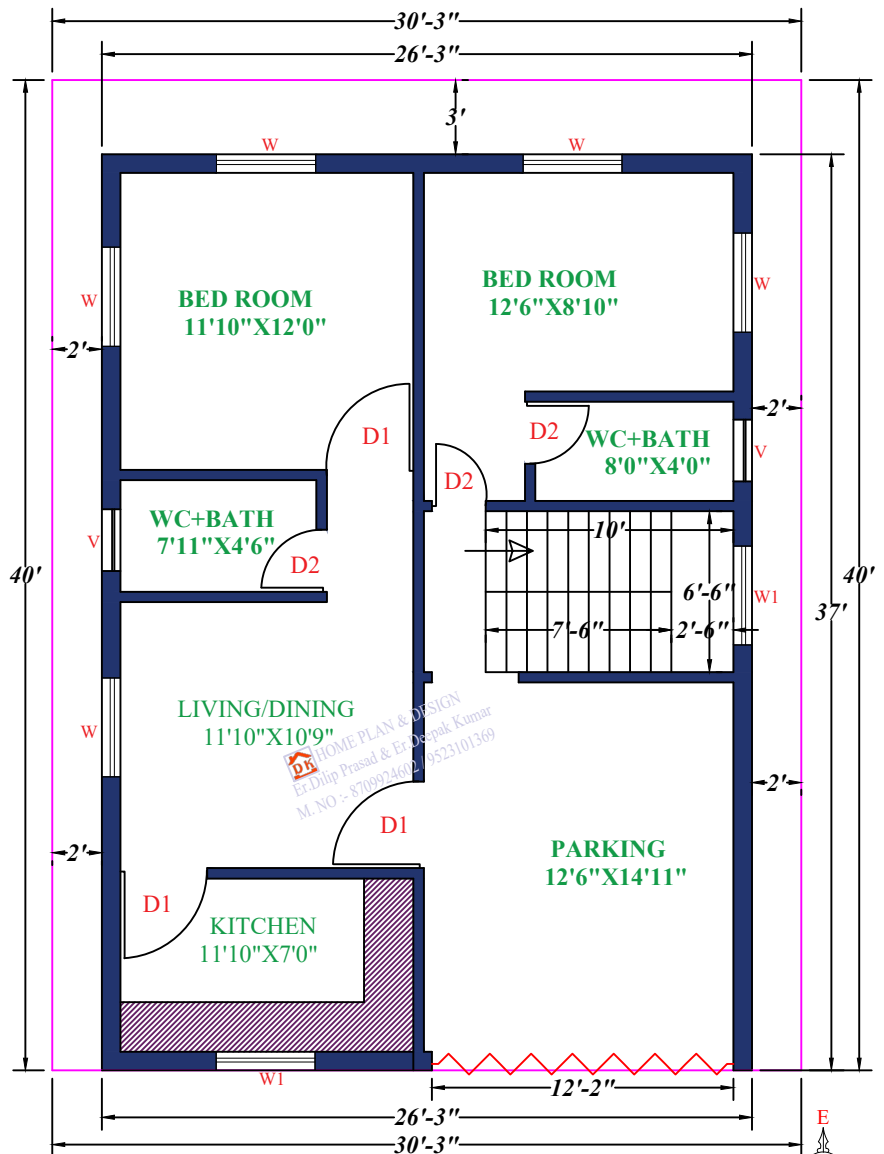 30'-3"
26'-3"
3'
W
W
BED ROOM
11'10"X12'0"
BED ROOM
12'6"X8'10"
W
W
2'
2'
D1
D2
WC+BATH
8'0"X4'0"
V
D2
WC+BATH
7'11"X4'6"
V
D2
10'
40'
40'
37'
6'-6"
W1
7'-6"
2'-6"
LIVING/DINING
11'10"X10'9"
W
DK
HOME PLAN & DESIGN
Er.Dilip Prasad & Er.Deepak Kumar
M. NO :- 8709924602 / 9523101369
2'
D1
2'
PARKING
12'6"X14'11"
D1
KITCHEN
11'10"X7'0"
W1
12'-2"
26'-3"
E
30'-3"